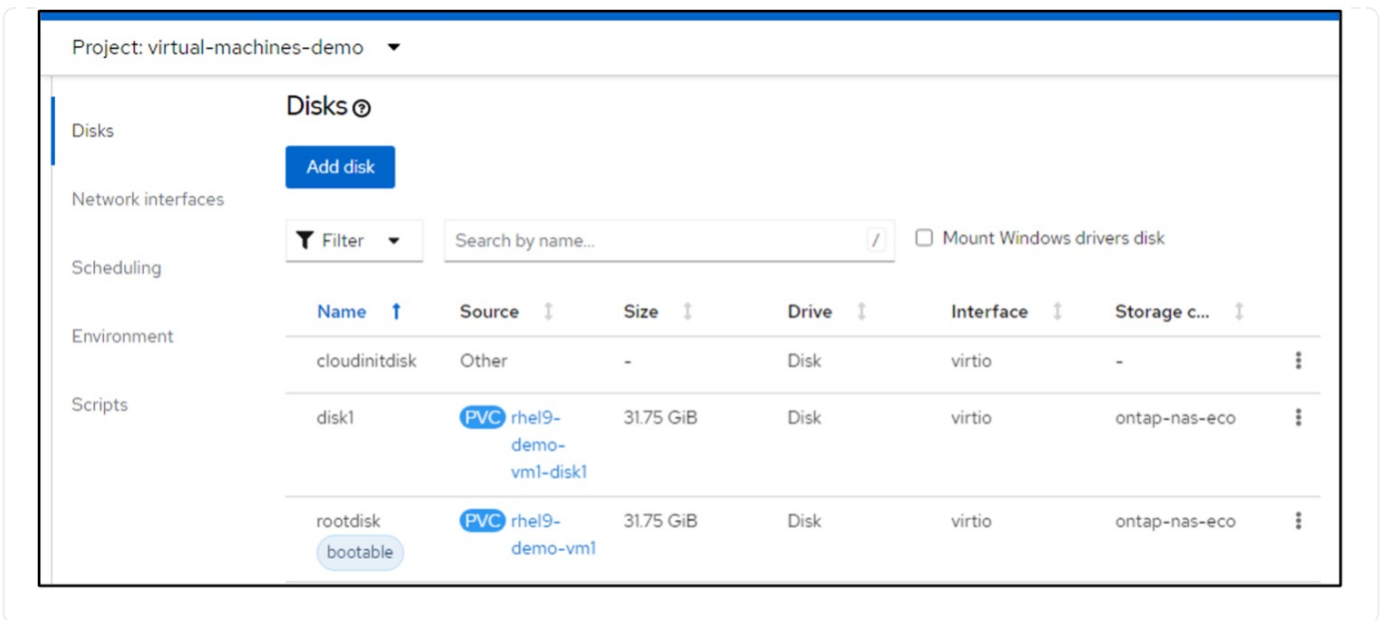 Project: virtual-machines-demo
Disks
Network interfaces
Scheduling
Environment
Scripts
Disks
Add disk
Filter Search by name... / Mount Windows drivers disk
Name Source Size Drive Interface Storage c...
cloudinitdisk Other - Disk virtio -
disk1 PVC rhel9- 31.75 GiB Disk virtio ontap-nas-eco
demo-
vm1-disk1
rootdisk PVC rhel9- 31.75 GiB Disk virtio ontap-nas-eco
bootable demo-vm1